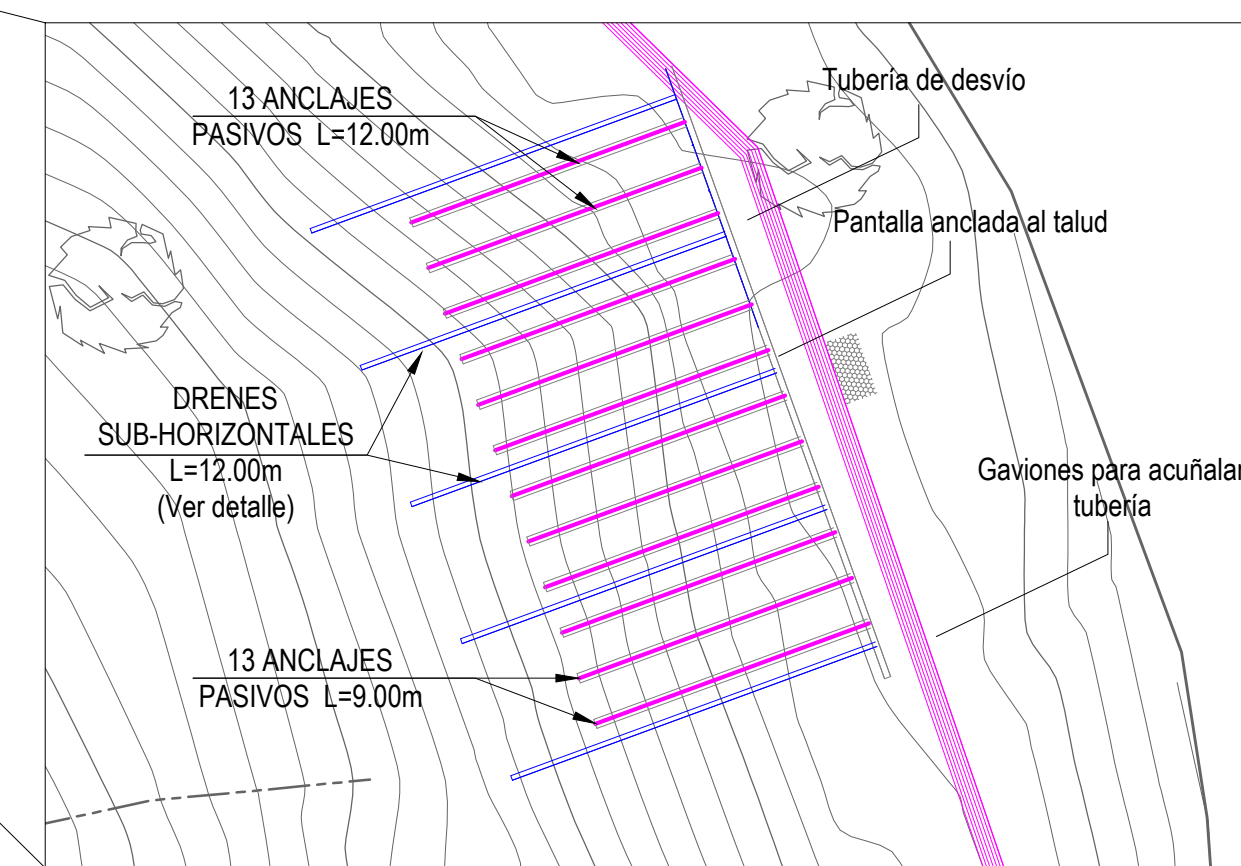 13 ANCLAJES
PASIVOS L=12.00m
Tubería de desvío
Pantalla anclada al talud
DRENES
SUB-HORIZONTALES
L=12.00m
(Ver detalle)
Gaviones para acuñalar
tubería
13 ANCLAJES
PASIVOS L=9.00m